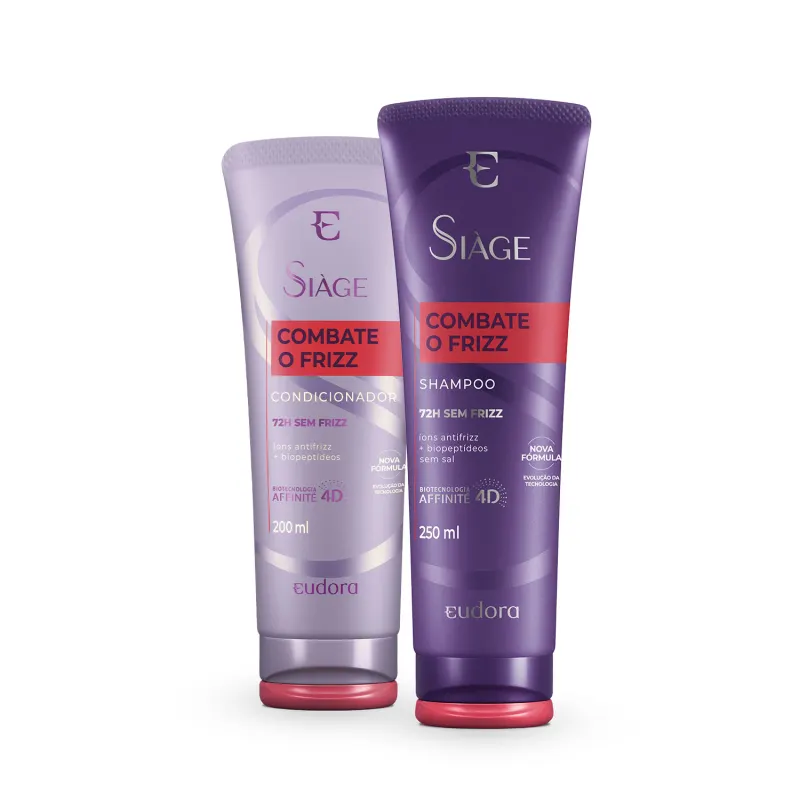 E
SIÀGE
COMBATE
O FRIZZ
CONDICIONADOR
72H SEM FRIZZ
íons antifrizz
+ biopeptídeos
NOVA
FÓRMULA
EVOLUÇÃO DA
BIOTECNOLOGIA
AFFINITÉ 4D
200 ml
eudora
E
SIÀGE
COMBATE
O FRIZZ
SHAMPOO
72H SEM FRIZZ
íons antifrizz
+ biopeptídeos
sem sal
NOVA
FÓRMULA
EVOLUÇÃO DA
TECNOLOGIA
BIOTECNOLOGIA
AFFINITÉ 4D
250 ml
eudora